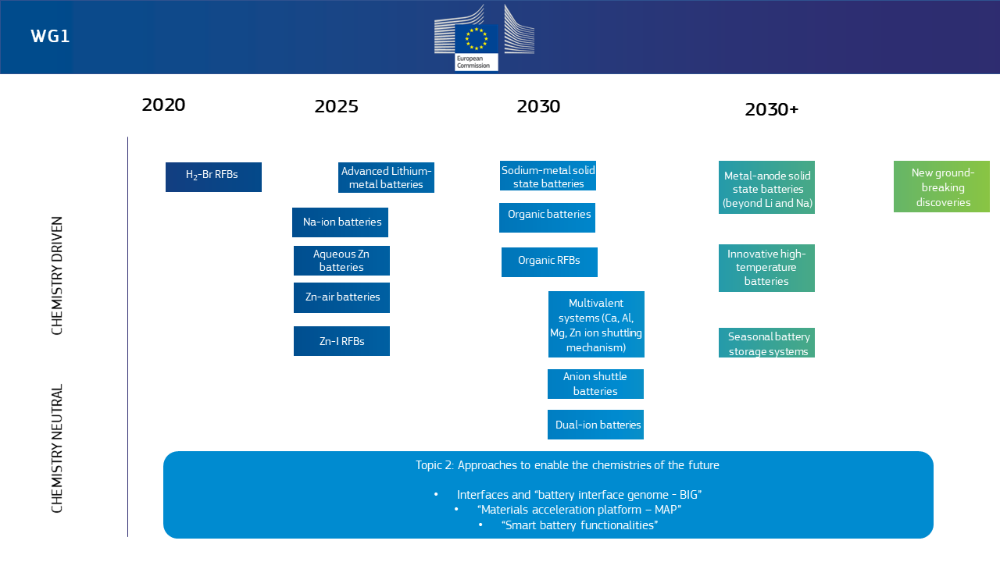 WG1
European
Commission
2020
2025
2030
2030+
CHEMISTRY DRIVEN
CHEMISTRY NEUTRAL
H₂-Br RFBs
Advanced Lithium-
metal batteries
Na-ion batteries
Aqueous Zn
batteries
Zn-air batteries
Zn-I RFBs
Sodium-metal solid
state batteries
Organic batteries
Organic RFBs
Multivalent
systems (Ca, Al,
Mg, Zn ion shuttling
mechanism)
Anion shuttle
batteries
Dual-ion batteries
Metal-anode solid
state batteries
(beyond Li and Na)
Innovative high-
temperature
batteries
Seasonal battery
storage systems
New ground-
breaking
discoveries
Topic 2: Approaches to enable the chemistries of the future
• Interfaces and “battery interface genome - BIG”
• “Materials acceleration platform – MAP”
• “Smart battery functionalities”